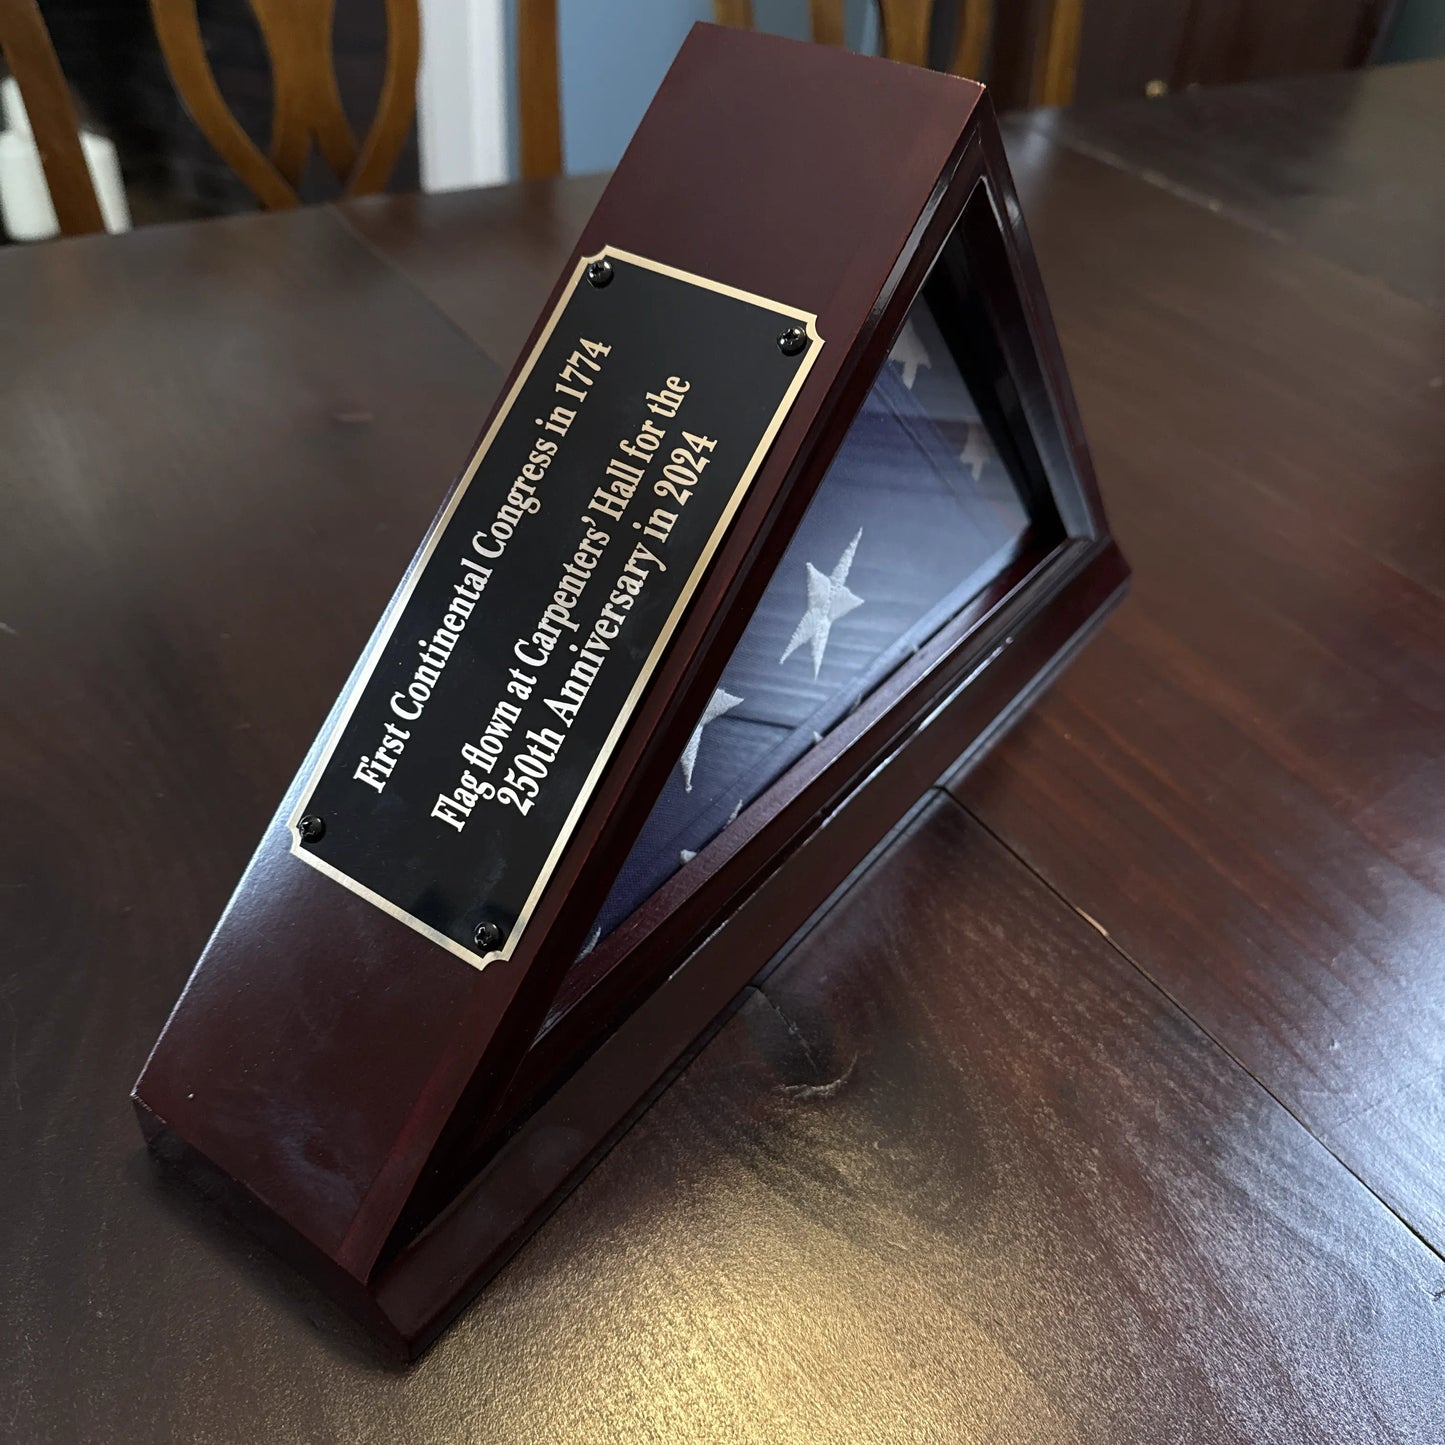 First Continental Congress in 1774
Flag flown at Carpenters' Hall for the
250th Anniversary in 2024